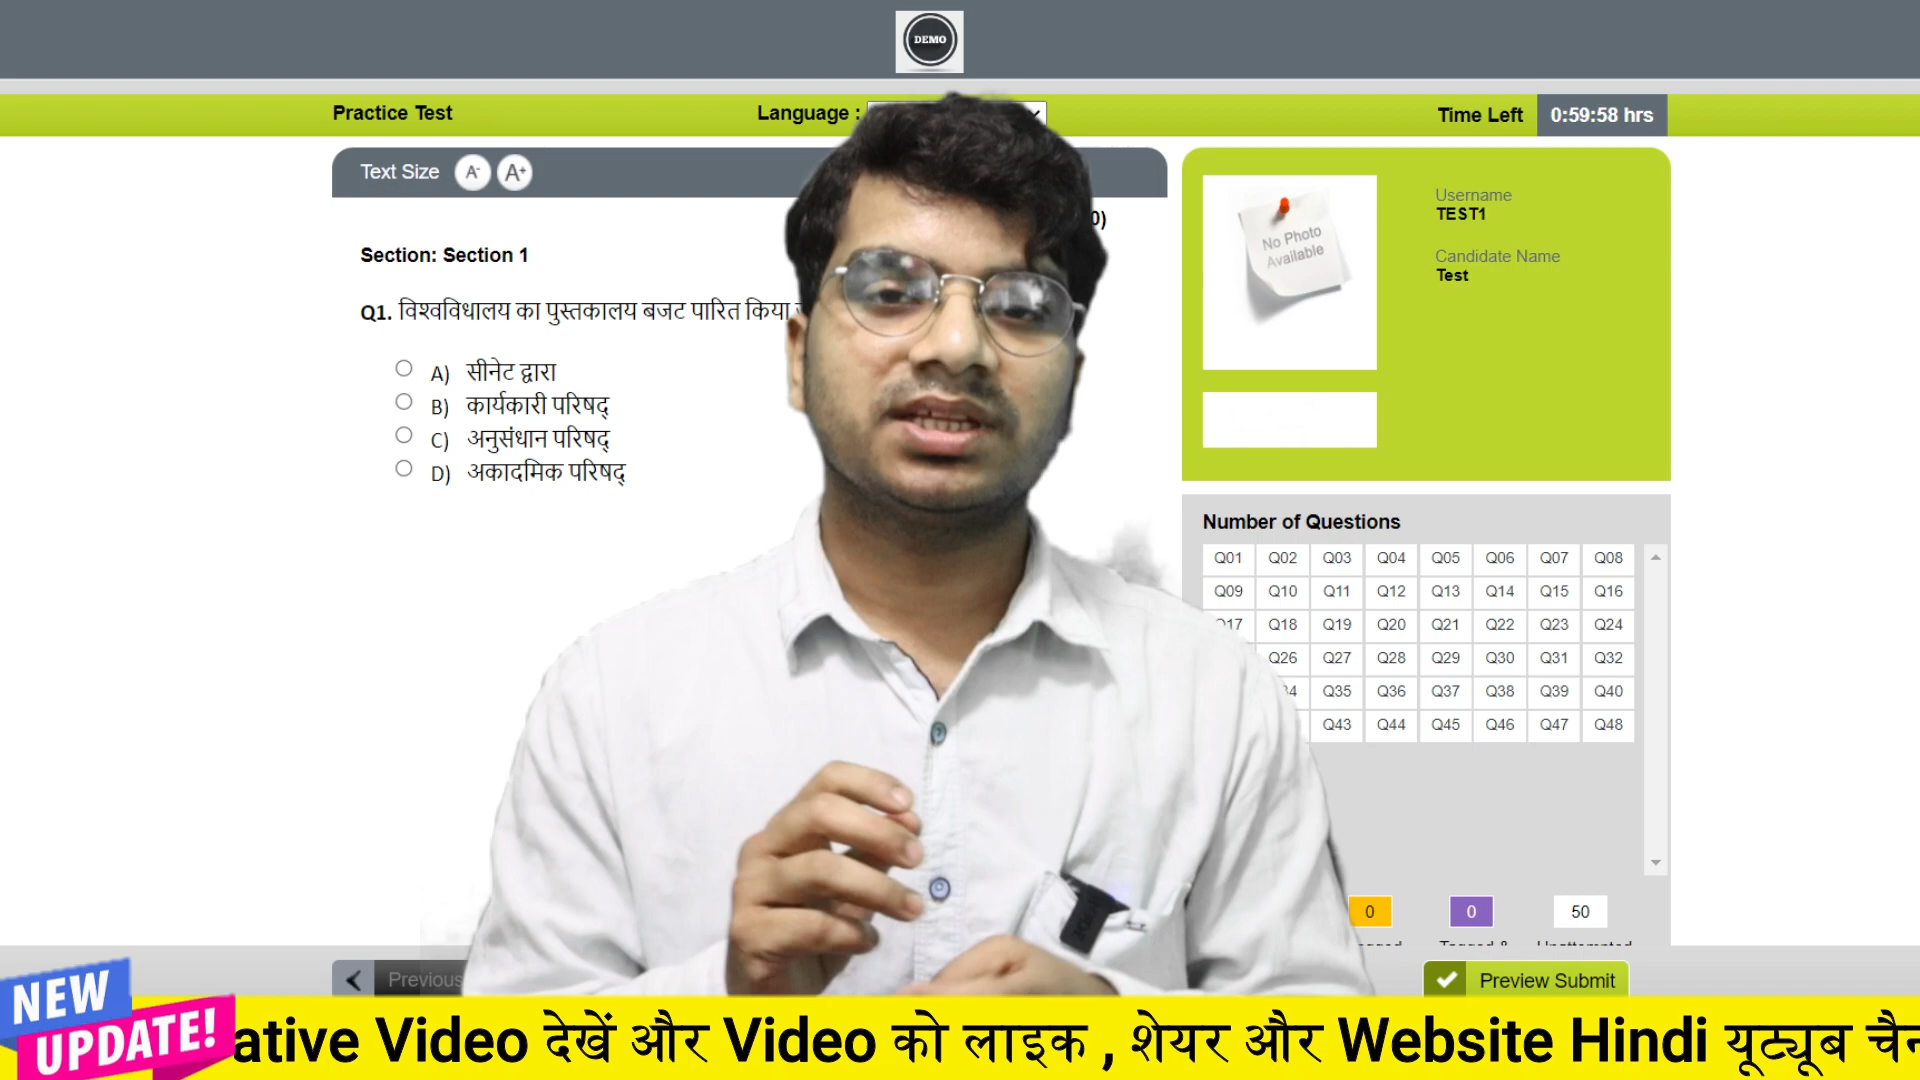 DEMO
Practice Test
Language :
Time Left
0:59:58 hrs
Text Size A- A+
0)
Section: Section 1
Q1. विश्वविधालय का पुस्तकालय बजट पारित किया
A) सीनेट द्वारा
B) कार्यकारी परिषद्
C) अनुसंधान परिषद्
D) अकादमिक परिषद्
No Photo
Available
Username
TEST1
Candidate Name
Test
Number of Questions
Q01 Q02 Q03 Q04 Q05 Q06 Q07 Q08
Q09 Q10 Q11 Q12 Q13 Q14 Q15 Q16
Q18 Q19 Q20 Q21 Q22 Q23 Q24
Q26 Q27 Q28 Q29 Q30 Q31 Q32
Q35 Q36 Q37 Q38 Q39 Q40
Q43 Q44 Q45 Q46 Q47 Q48
0 0 50
Previous
Preview Submit
NEW
UPDATE!
ative Video देखें और Video को लाइक , शेयर और Website Hindi यूट्यूब